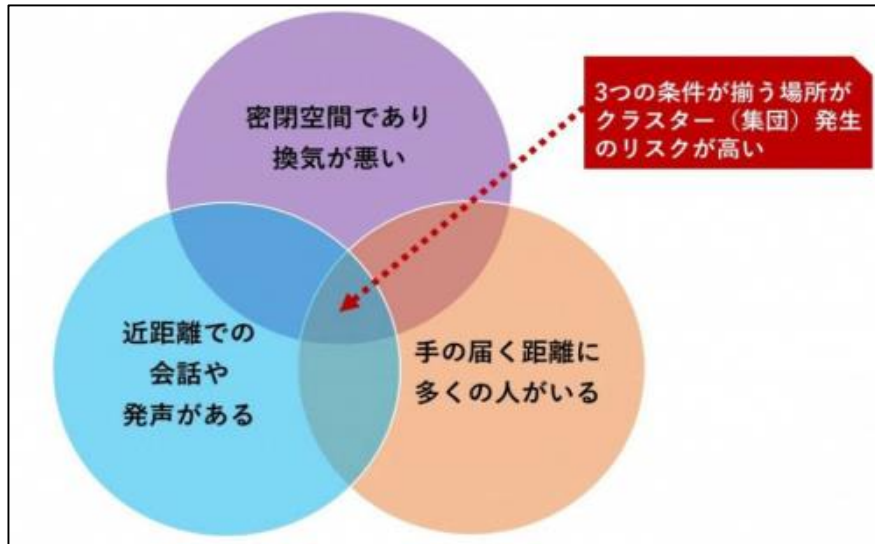 密閉空間であり
換気が悪い
3つの条件が揃う場所が
クラスター（集団）発生
のリスクが高い
近距離での
会話や
発声がある
手の届く距離に
多くの人がいる